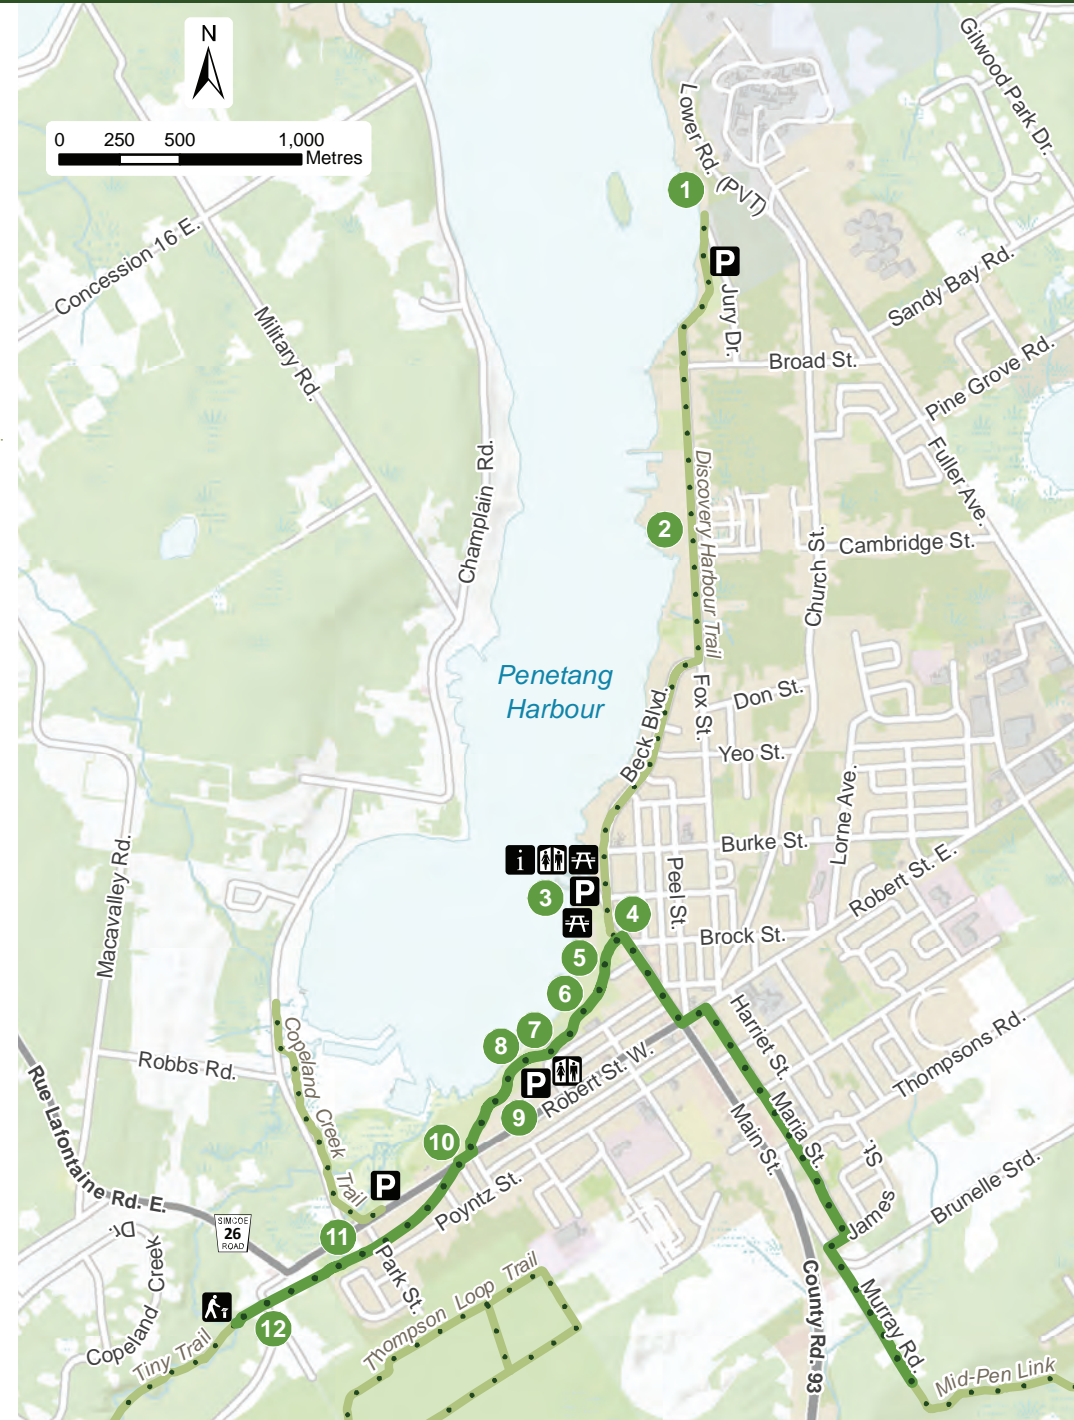 N
0 250 500 1,000
Metres
Gilwood Park Dr.
Lower Rd. (PVT)
1
P
Concession 16 E.
Sandy Bay Rd.
Jury Dr.
Military Rd.
Broad St.
Pine Grove Rd.
Champlain Rd.
Fuller Ave.
Discovery Harbour Trail
2
Cambridge St.
Church St.
Penetang
Harbour
Fox St.
Don St.
Beck Blvd.
Yeo St.
Lorne Ave.
Burke St.
Macavalley Rd.
i
3
P
Peel St.
Robert St. E.
4
Brock St.
5
6
7
8
Harriet St.
Thompsons Rd.
Copeland Creek Trail
Robbs Rd.
P
Robert St. W.
9
Rue Lafontaine Rd. E.
Main St.
Maria St.
10
P
Poyntz St.
James St.
Brunelle Srd.
SIMCOE
26
ROAD
11
Copeland Creek Dr.
Park St.
Thompson Loop Trail
County Rd. 93
Murray Rd.
12
Tiny Trail
Mid-Pen Link